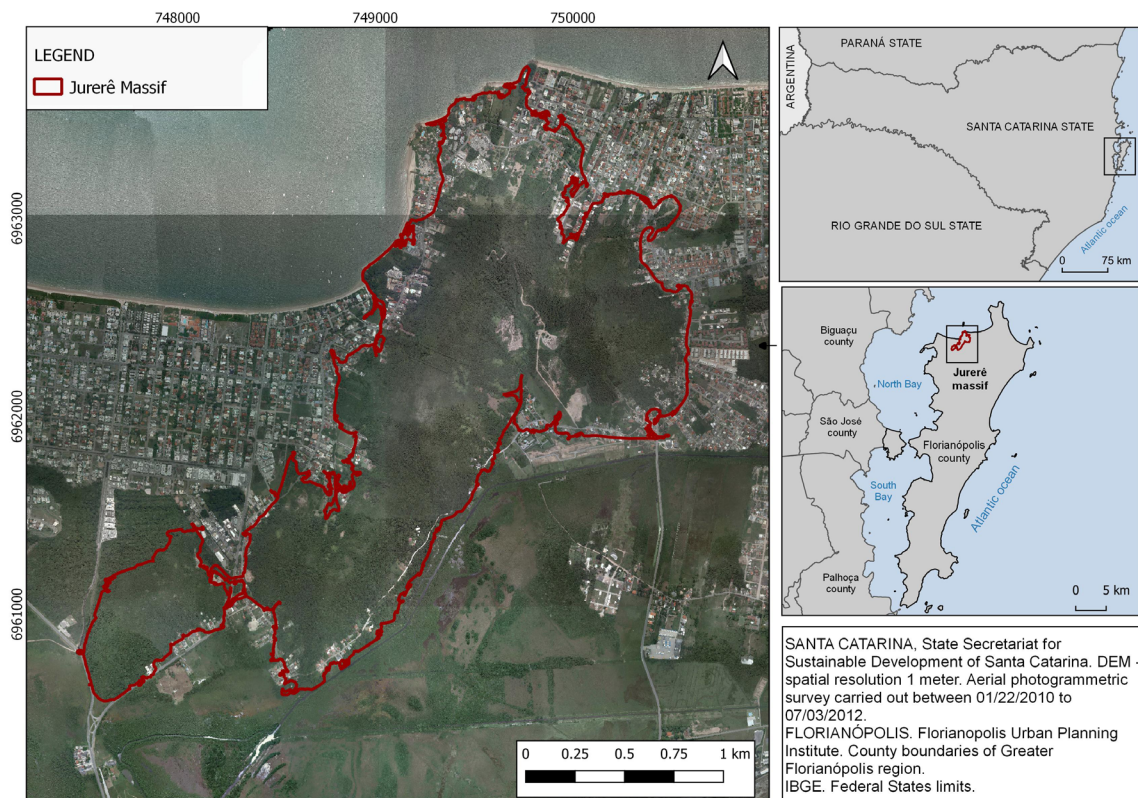 748000
749000
750000
6963000
6962000
6961000
LEGEND
Jurerê Massif
0 0.25 0.5 0.75 1 km
ARGENTINA
PARANÁ STATE
SANTA CATARINA STATE
RIO GRANDE DO SUL STATE
Atlantic ocean
0 75 km
Biguaçu
county
North Bay
Jurerê
massif
São José
county
Florianópolis
county
South
Bay
Atlantic ocean
Palhoça
county
0 5 km
SANTA CATARINA, State Secretariat for
Sustainable Development of Santa Catarina. DEM -
spatial resolution 1 meter. Aerial photogrammetric
survey carried out between 01/22/2010 to
07/03/2012.
FLORIANÓPOLIS. Florianopolis Urban Planning
Institute. County boundaries of Greater
Florianópolis region.
IBGE. Federal States limits.